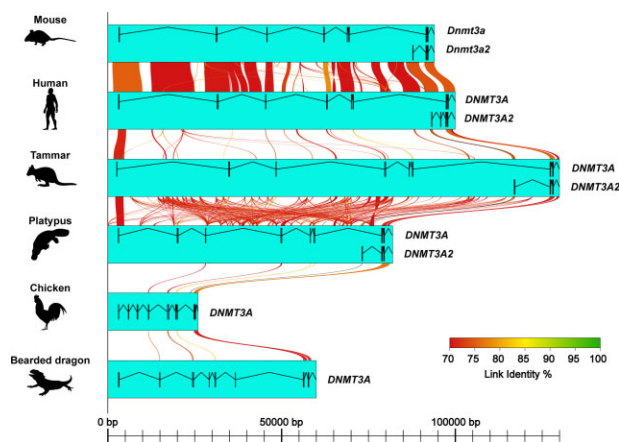 Mouse
Dnmt3a
Dnmt3a2
Human
DNMT3A
DNMT3A2
Tammar
DNMT3A
DNMT3A2
Platypus
DNMT3A
DNMT3A2
Chicken
DNMT3A
Bearded dragon
DNMT3A
70 75 80 85 90 95 100
Link Identity %
0 bp 50000 bp 100000 bp